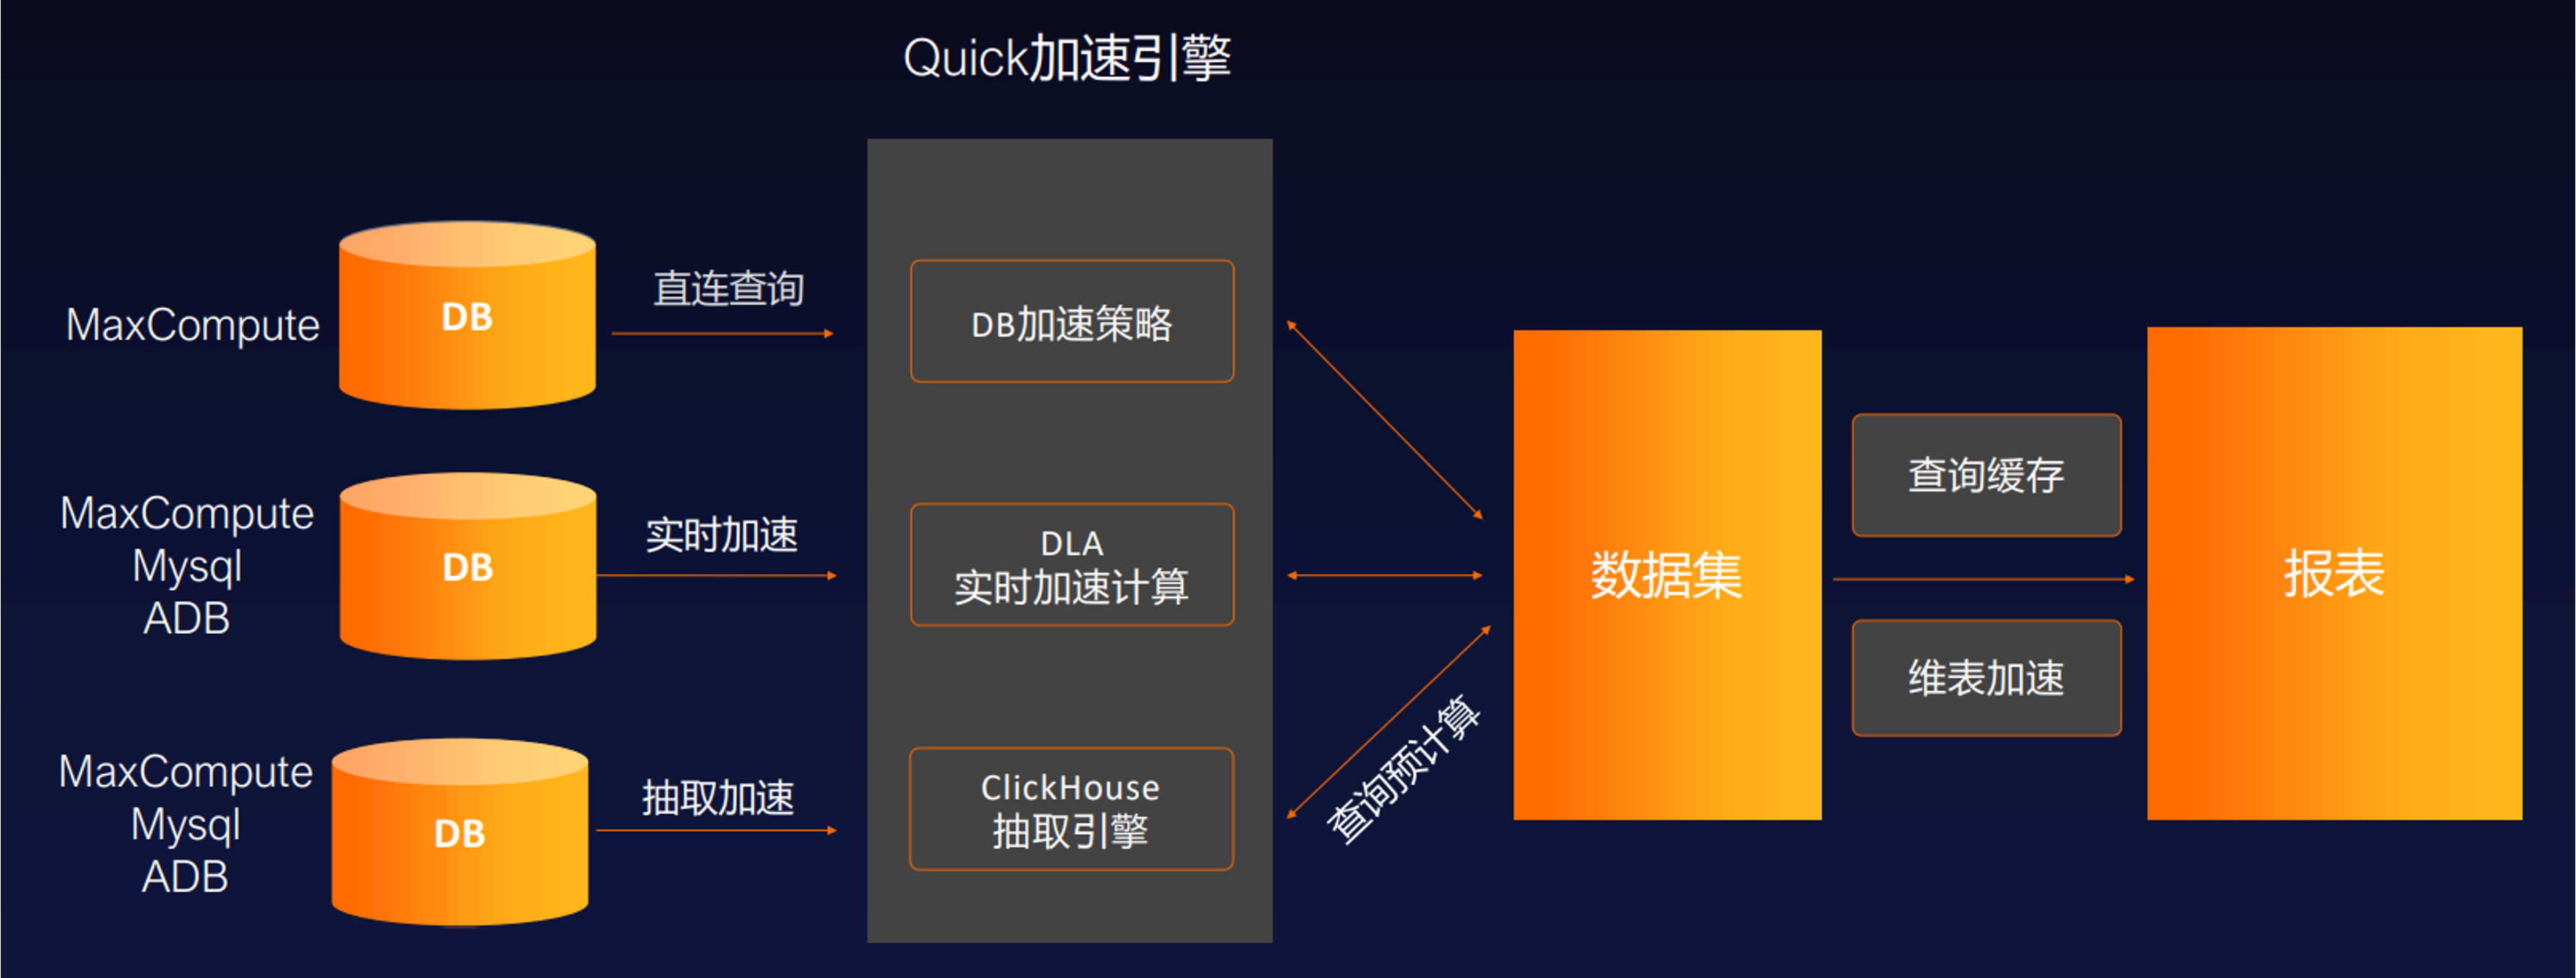 Quick加速引擎
MaxCompute
DB
直连查询
DB加速策略
MaxCompute
Mysql
ADB
DB
实时加速
DLA
实时加速计算
MaxCompute
Mysql
ADB
DB
抽取加速
ClickHouse
抽取引擎
查询预计算
数据集
查询缓存
维表加速
报表